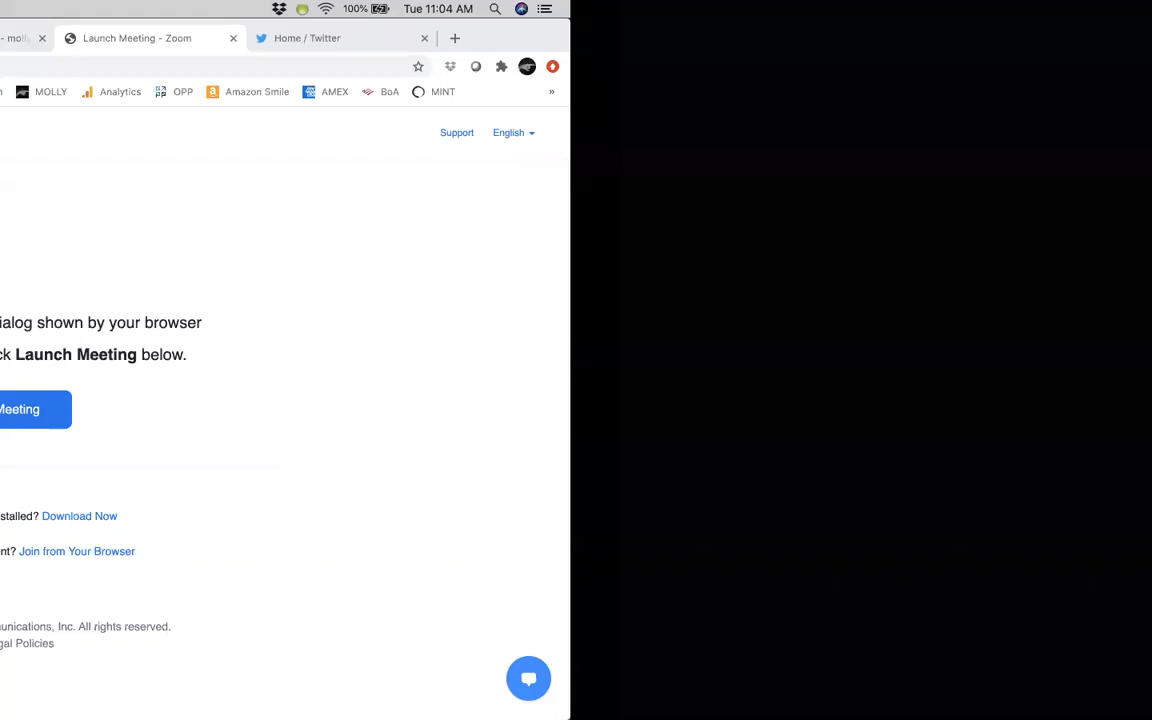 100% Tue 11:04 AM
- molly Launch Meeting - Zoom Home / Twitter
MOLLY Analytics OPP Amazon Smile AMEX BoA MINT »
Support English
ialog shown by your browser
ck Launch Meeting below.
Meeting
stalled? Download Now
nt? Join from Your Browser
unications, Inc. All rights reserved.
gal Policies